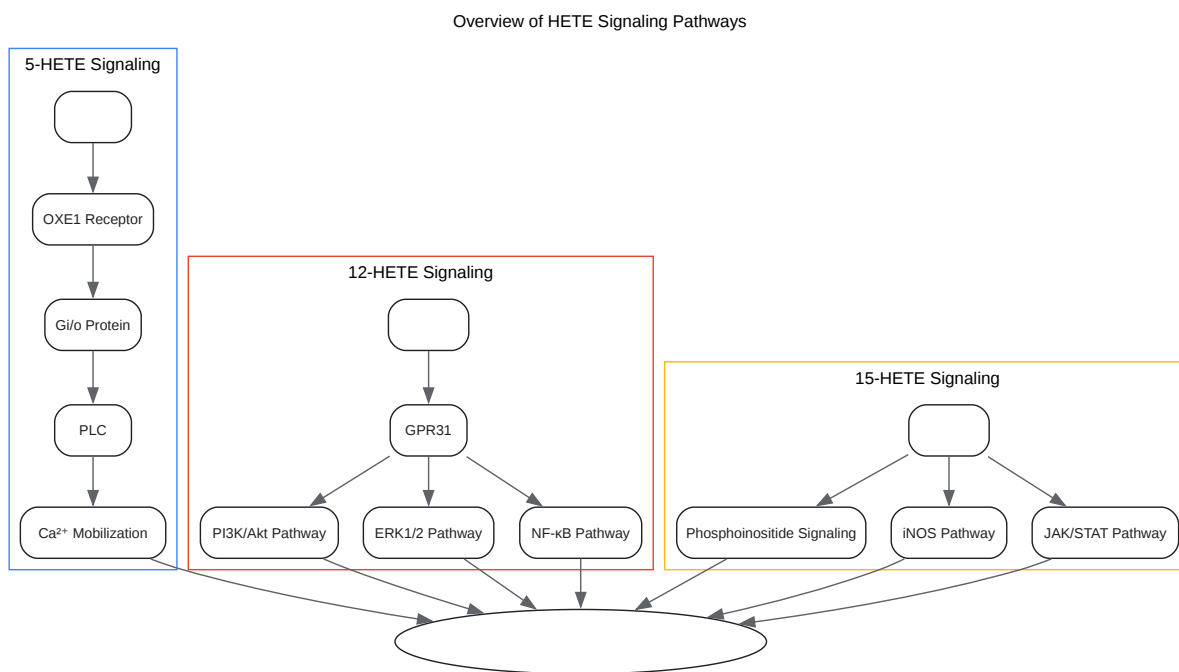 Overview of HETE Signaling Pathways
5-HETE Signaling
OXE1 Receptor
Gi/o Protein
PLC
Ca²⁺ Mobilization
12-HETE Signaling
GPR31
PI3K/Akt Pathway
ERK1/2 Pathway
NF-κB Pathway
15-HETE Signaling
Phosphoinositide Signaling
iNOS Pathway
JAK/STAT Pathway